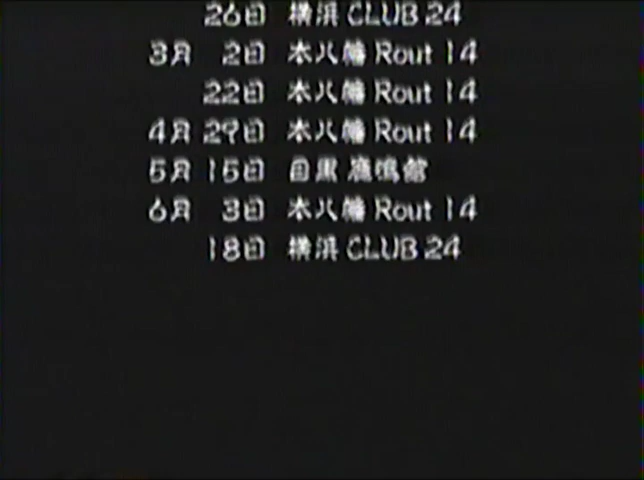 26日 横浜 CLUB 24
3月 2日 本八幡 Rout 14
22日 本八幡 Rout 14
4月 29日 本八幡 Rout 14
5月 15日 目黒 鹿鳴館
6月 3日 本八幡 Rout 14
18日 横浜 CLUB 24